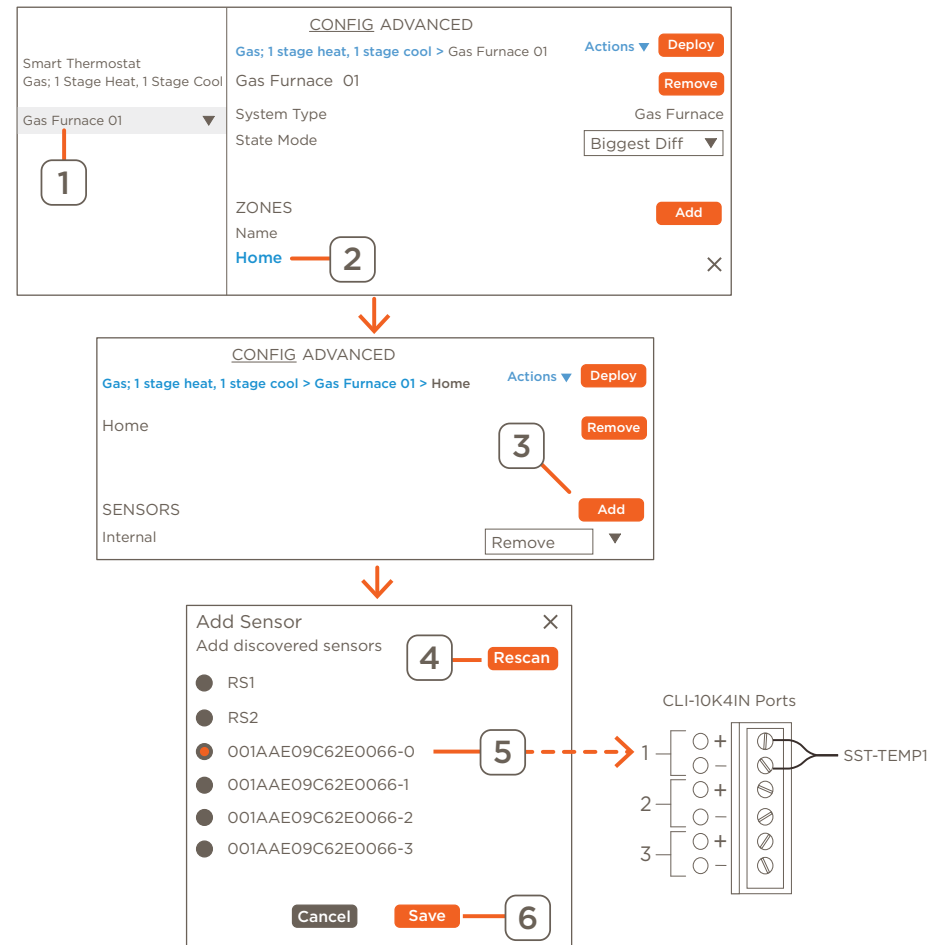 CONFIG ADVANCED
Gas; 1 stage heat, 1 stage cool > Gas Furnace 01
Actions ▼
Deploy
Smart Thermostat
Gas; 1 Stage Heat, 1 Stage Cool
Gas Furnace 01
Remove
Gas Furnace 01 ▼
System Type
Gas Furnace
State Mode
Biggest Diff ▼
1
ZONES
Add
Name
Home
2
CONFIG ADVANCED
Gas; 1 stage heat, 1 stage cool > Gas Furnace 01 > Home
Actions ▼
Deploy
Home
Remove
3
SENSORS
Add
Internal
Remove ▼
Add Sensor
Add discovered sensors
4
Rescan
RS1
RS2
001AAE09C62E0066-0
5
001AAE09C62E0066-1
001AAE09C62E0066-2
001AAE09C62E0066-3
Cancel
Save
6
CLI-10K4IN Ports
1
+
−
SST-TEMP1
2
+
−
3
+
−